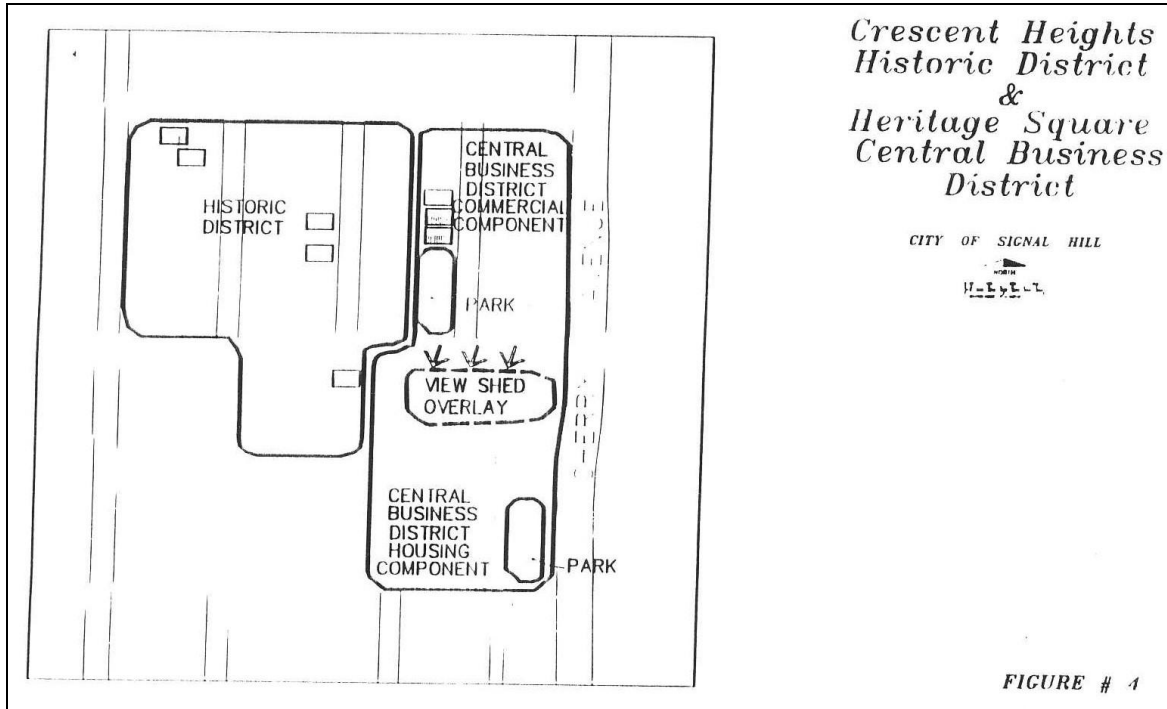 Crescent Heights
Historic District
&
Heritage Square
Central Business
District
CITY OF SIGNAL HILL
NORTH
HISTORIC
DISTRICT
CENTRAL
BUSINESS
DISTRICT
COMMERCIAL
COMPONENT
PARK
VIEW SHED
OVERLAY
CENTRAL
BUSINESS
DISTRICT
HOUSING
COMPONENT
PARK
FIGURE #